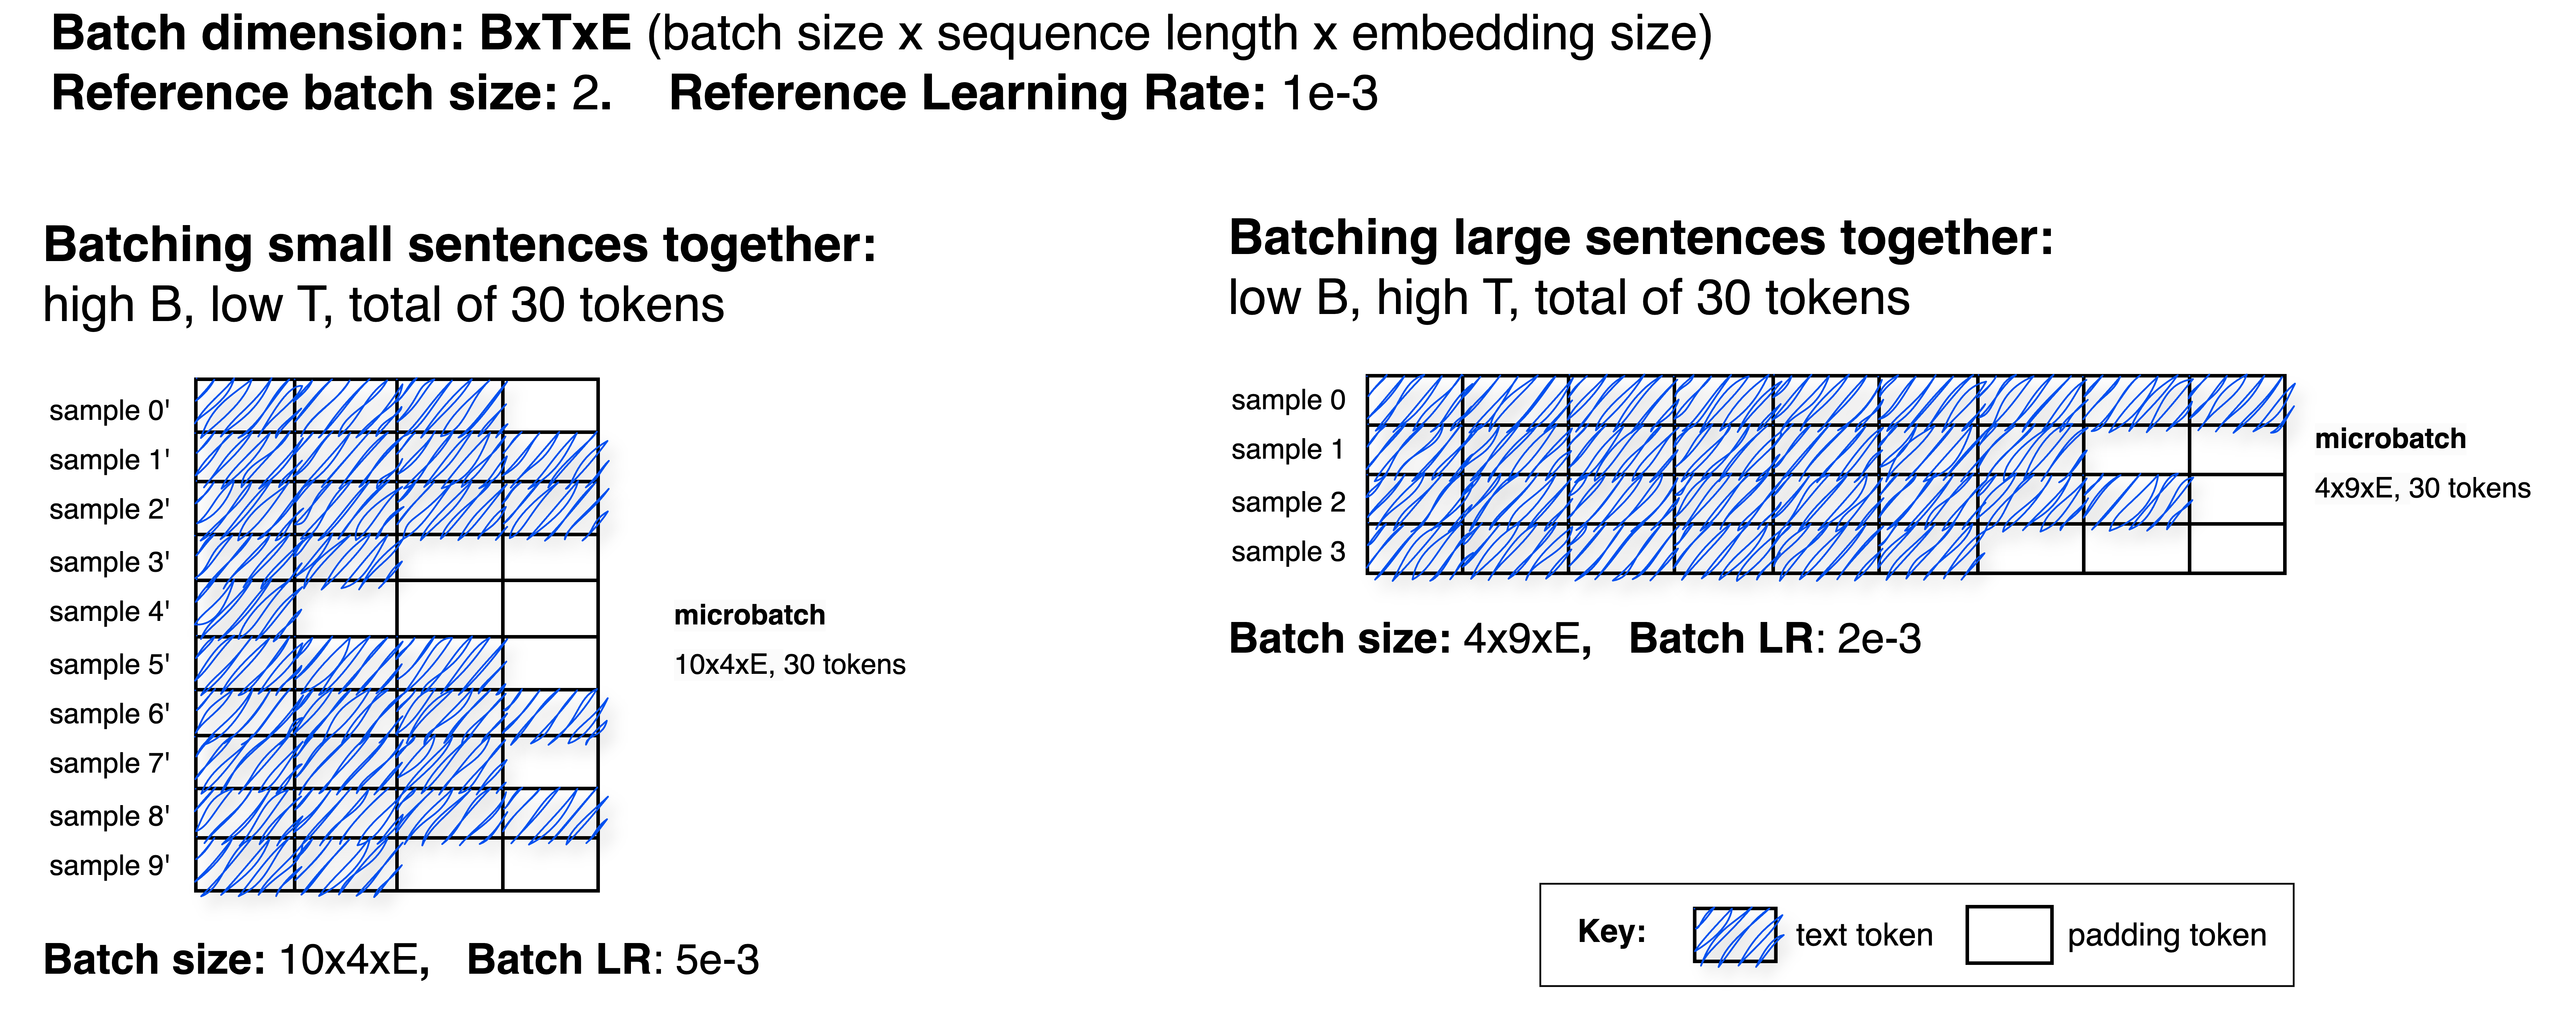 Batch dimension: BxTxE (batch size x sequence length x embedding size)
Reference batch size: 2. Reference Learning Rate: 1e-3
Batching small sentences together:
high B, low T, total of 30 tokens
sample 0'
sample 1'
sample 2'
sample 3'
sample 4'
sample 5'
sample 6'
sample 7'
sample 8'
sample 9'
microbatch
10x4xE, 30 tokens
Batch size: 10x4xE, Batch LR: 5e-3
Batching large sentences together:
low B, high T, total of 30 tokens
sample 0
sample 1
sample 2
sample 3
microbatch
4x9xE, 30 tokens
Batch size: 4x9xE, Batch LR: 2e-3
Key: text token padding token